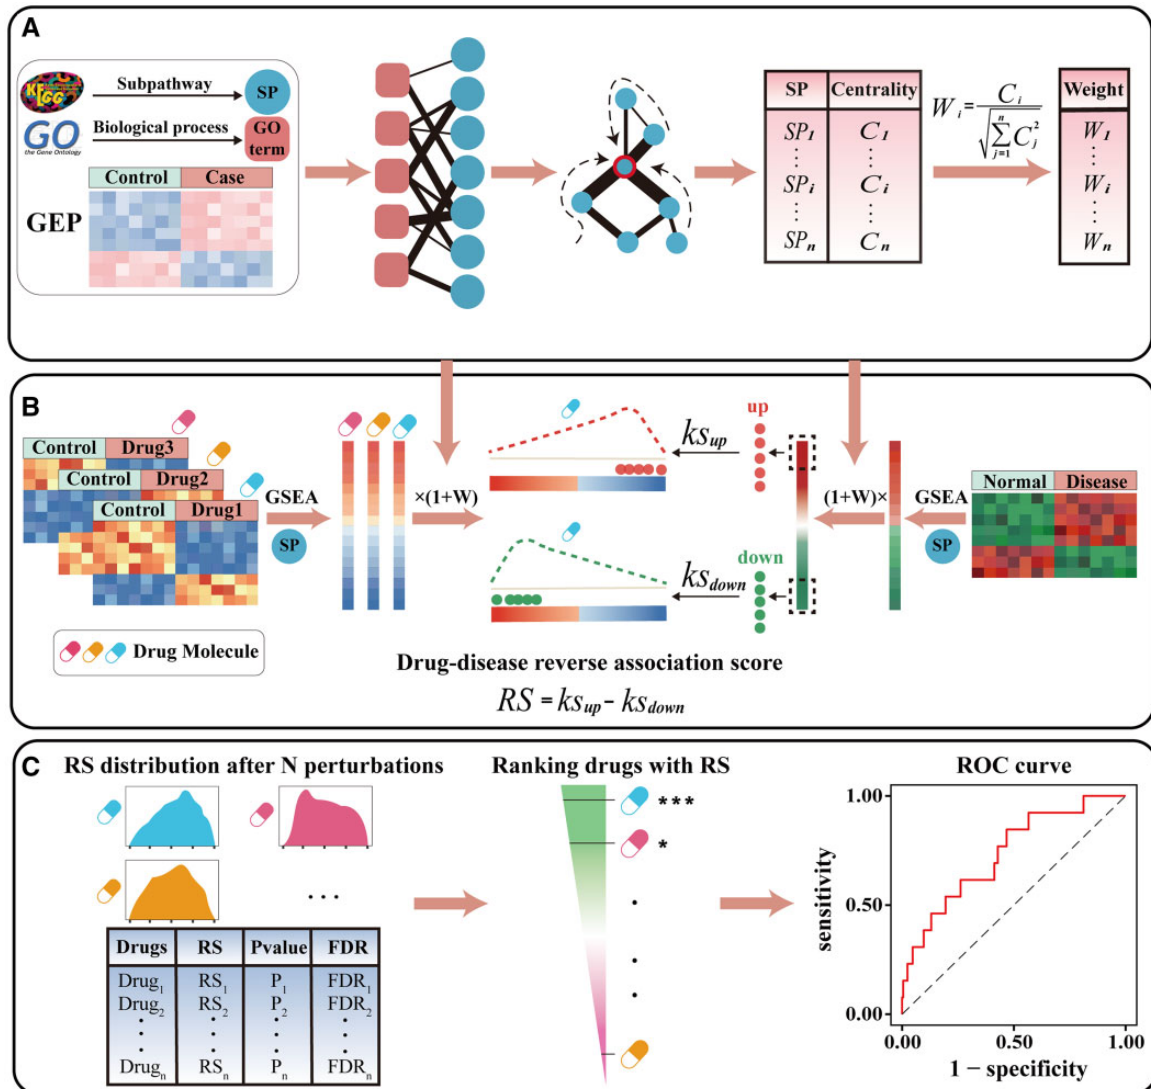 A
KEGG
Subpathway
SP
GO
the Gene Ontology
Biological process
GO
term
Control Case
GEP
SP Centrality
SP1 C1
SPi Ci
SPn Cn
W i = C i / √ n Σ j=1 C 2 j
Weight
W1
Wi
Wn
B
Control Drug3
Control Drug2
Control Drug1
GSEA
SP
×(1+W)
ksup
up
ksdown
down
(1+W)×
GSEA
SP
Normal Disease
Drug Molecule
Drug-disease reverse association score
RS = ksup − ksdown
C
RS distribution after N perturbations
...
Drugs RS Pvalue FDR
Drug1 RS1 P1 FDR1
Drug2 RS2 P2 FDR2
Drugn RSn Pn FDRn
Ranking drugs with RS
***
*
ROC curve
sensitivity
1.00
0.50
0.00
0.00 0.50 1.00
1 − specificity